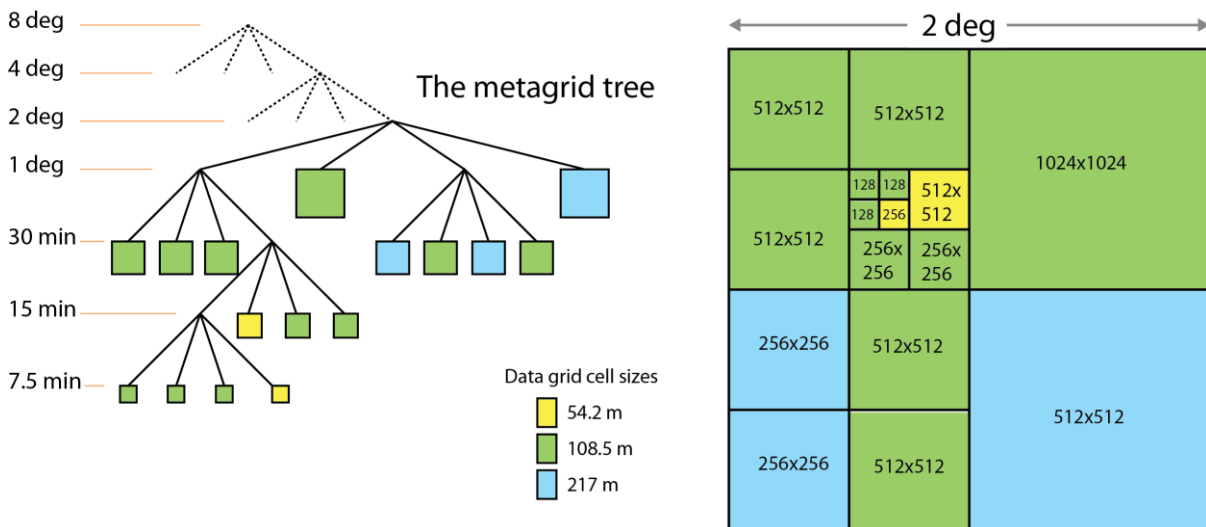 8 deg
4 deg
2 deg
1 deg
30 min
15 min
7.5 min
The metagrid tree
Data grid cell sizes
54.2 m
108.5 m
217 m
2 deg
512x512
512x512
1024x1024
128
128
512x
512
128
256
512x512
256x
256
256x
256
256x256
512x512
512x512
256x256
512x512